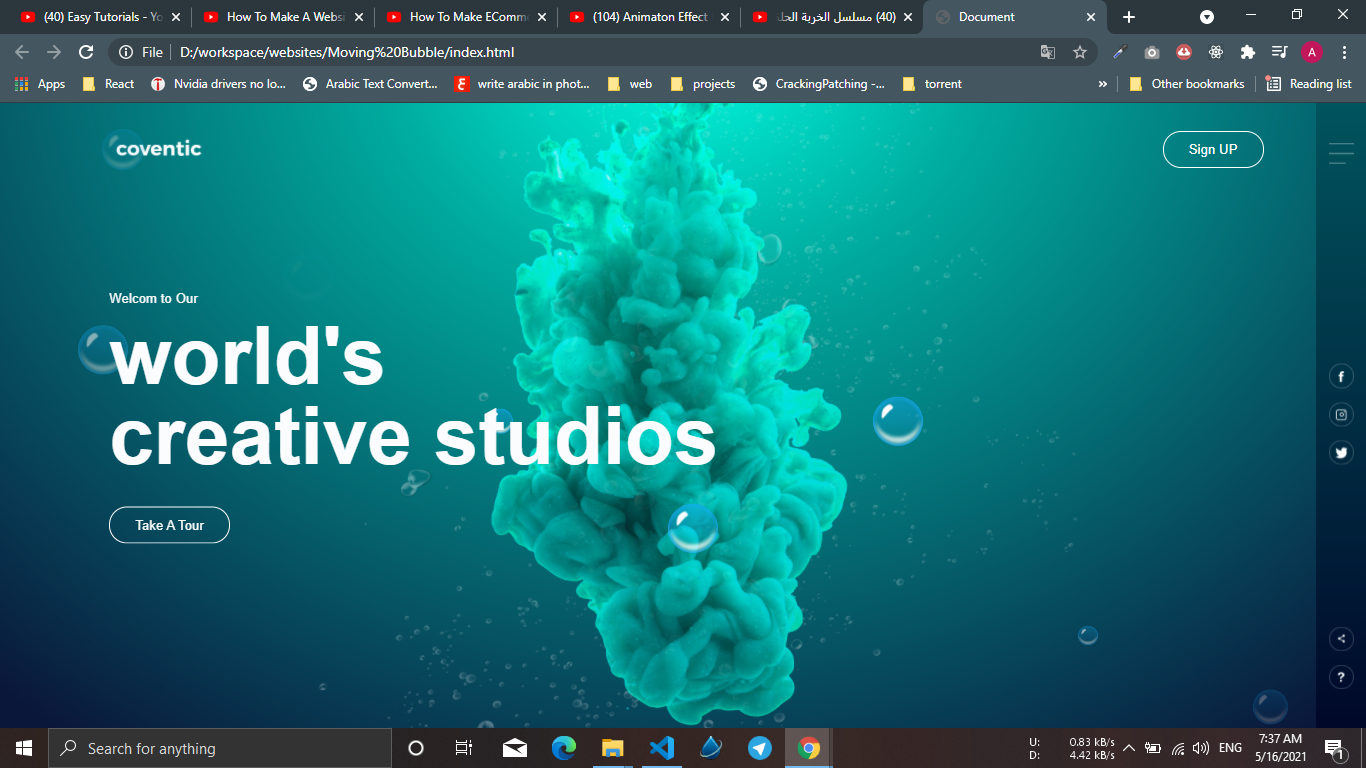 (40) Easy Tutorials - Yo
How To Make A Websi
How To Make EComm
(104) Animaton Effect
(40) مسلسل الخربة الحل
Document
File
D:/workspace/websites/Moving%20Bubble/index.html
A
Apps
React
Nvidia drivers no lo...
Arabic Text Convert...
write arabic in phot...
web
projects
CrackingPatching -...
torrent
»
Other bookmarks
Reading list
coventic
Sign UP
Welcom to Our
world's
creative studios
Take A Tour
?
Search for anything
U: 0.83 kB/s
D: 4.42 kB/s
ENG
7:37 AM
5/16/2021
1